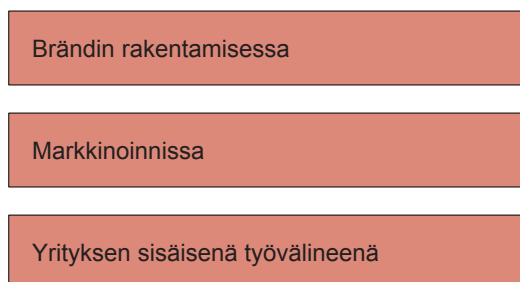 Brändin rakentamisessa
Markkinoinnissa
Yrityksen sisäisenä työvälineenä